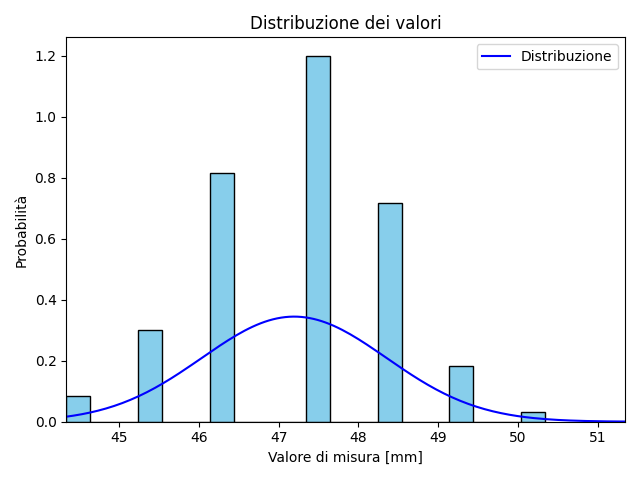 Distribuzione dei valori
Distribuzione
1.2
1.0
0.8
0.6
0.4
0.2
0.0
Probabilità
45 46 47 48 49 50 51
Valore di misura [mm]